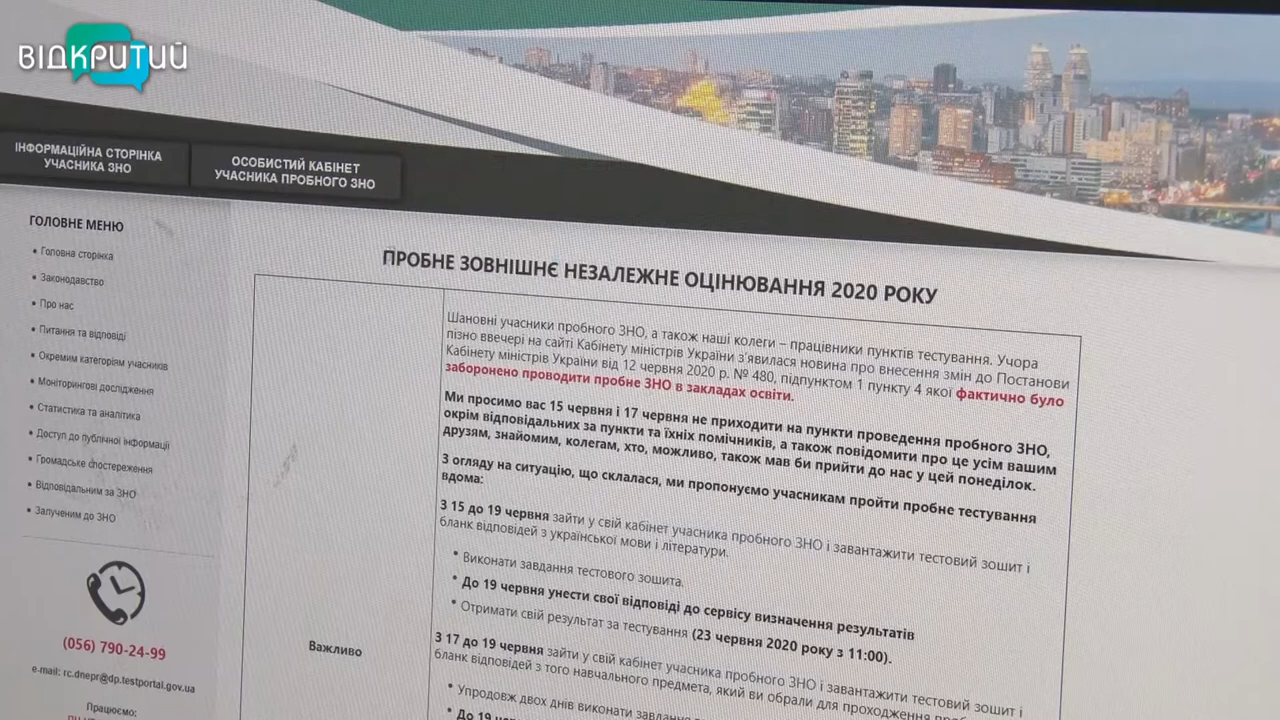 ВІДКРИТИЙ
ІНФОРМАЦІЙНА СТОРІНКА
УЧАСНИКА ЗНО
ОСОБИСТИЙ КАБІНЕТ
УЧАСНИКА ПРОБНОГО ЗНО
ГОЛОВНЕ МЕНЮ
Головна сторінка
Законодавство
Про нас
Питання та відповіді
Окремим категоріям учасників
Моніторингові дослідження
Статистика та аналітика
Доступ до публічної інформації
Громадське спостереження
Відповідальним за ЗНО
Залученим до ЗНО
(056) 790-24-99
e-mail: rc.dnepr@dp.testportal.gov.ua
Працюємо:
ПРОБНЕ ЗОВНІШНЄ НЕЗАЛЕЖНЕ ОЦІНЮВАННЯ 2020 РОКУ
Важливо
Шановні учасники пробного ЗНО, а також наші колеги – працівники пунктів тестування. Учора
пізно ввечері на сайті Кабінету міністрів України з'явилася новина про внесення змін до Постанови
Кабінету міністрів України від 12 червня 2020 р. № 480, підпунктом 1 пункту 4 якої фактично було
заборонено проводити пробне ЗНО в закладах освіти.
Ми просимо вас 15 червня і 17 червня не приходити на пункти проведення пробного ЗНО,
окрім відповідальних за пункти та їхніх помічників, а також повідомити про це усім вашим
друзям, знайомим, колегам, хто, можливо, також мав би прийти до нас у цей понеділок.
З огляду на ситуацію, що склалася, ми пропонуємо учасникам пройти пробне тестування
вдома:
З 15 до 19 червня зайти у свій кабінет учасника пробного ЗНО і завантажити тестовий зошит і
бланк відповідей з української мови і літератури.
Виконати завдання тестового зошита.
До 19 червня унести свої відповіді до сервісу визначення результатів
Отримати свій результат за тестування (23 червня 2020 року з 11:00).
З 17 до 19 червня зайти у свій кабінет учасника пробного ЗНО і завантажити тестовий зошит і
бланк відповідей з того навчального предмета, який ви обрали для проходження
Упродовж двох днів виконати завдання
До 19